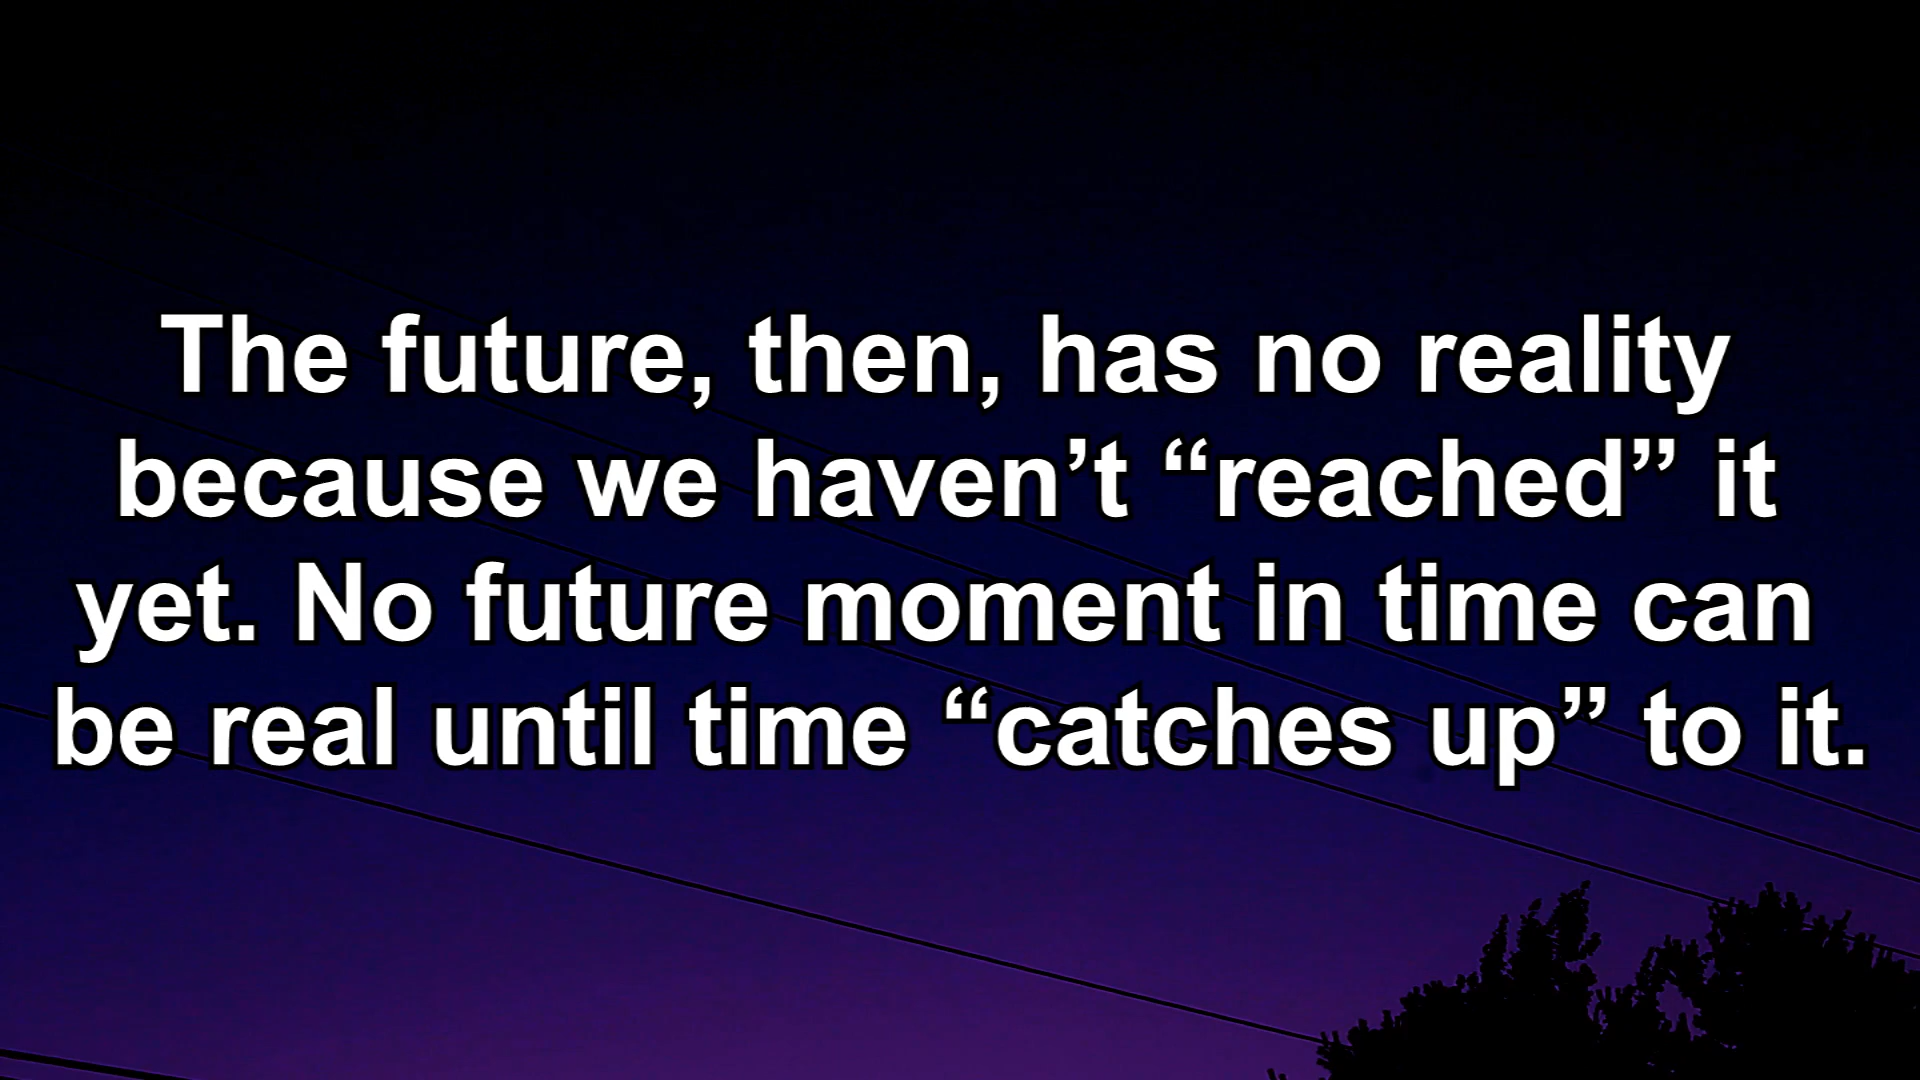 The future, then, has no reality
because we haven’t “reached” it
yet. No future moment in time can
be real until time “catches up” to it.